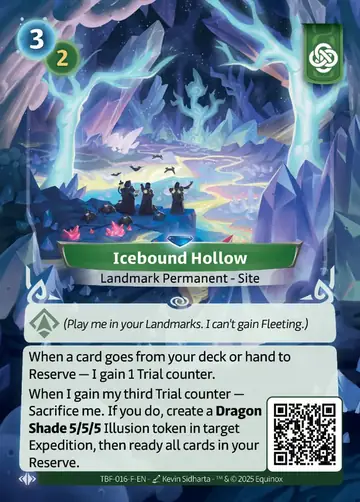 3
2
Icebound Hollow
Landmark Permanent - Site
(Play me in your Landmarks. I can't gain Fleeting.)
When a card goes from your deck or hand to
Reserve — I gain 1 Trial counter.
When I gain my third Trial counter —
Sacrifice me. If you do, create a Dragon
Shade 5/5/5 Illusion token in target
Expedition, then ready all cards in your
Reserve.
TBF-016-F-EN - Kevin Sidharta - ™ & © 2025 Equinox